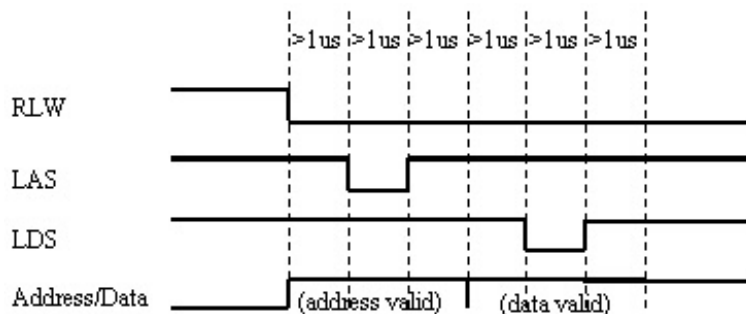 >1us >1us >1us >1us >1us >1us
RLW
LAS
LDS
Address/Data (address valid) (data valid)